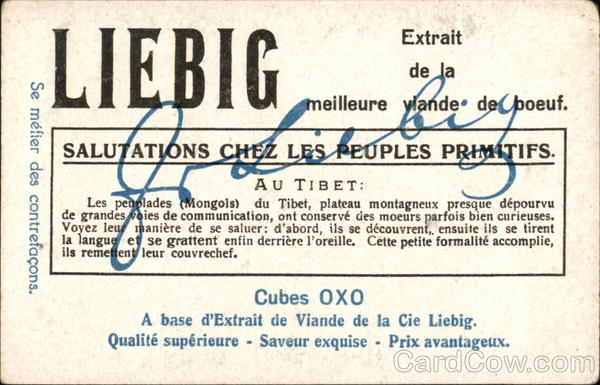 LIEBIG
Extrait
de la
meilleure viande de boeuf.
Se méfier des contrefaçons.
SALUTATIONS CHEZ LES PEUPLES PRIMITIFS.
AU TIBET:
Les peuplades (Mongols) du Tibet, plateau montagneux presque dépourvu
de grandes voies de communication, ont conservé des moeurs parfois bien curieuses.
Voyez leur manière de se saluer: d'abord, ils se découvrent, ensuite ils se tirent
la langue et se grattent enfin derrière l'oreille. Cette petite formalité accomplie,
ils remettent leur couvrechef.
J v Liebig
Cubes OXO
A base d'Extrait de Viande de la Cie Liebig.
Qualité supérieure - Saveur exquise - Prix avantageux.
CardCow.com